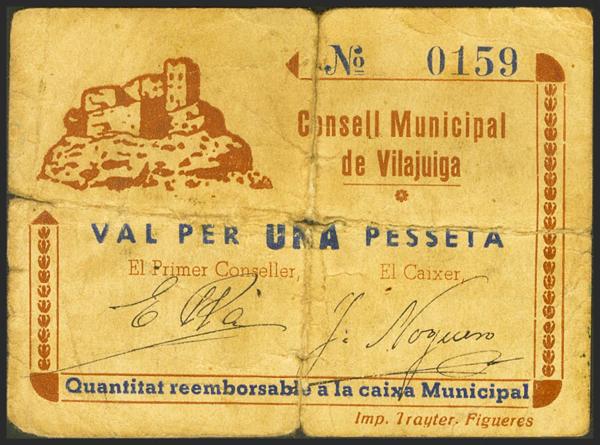 Nº 0159
Consell Municipal
de Vilajuiga
VAL PER UNA PESSETA
El Primer Conseller, El Caixer,
Quantitat reemborsable a la caixa Municipal
Imp. Trayter. Figueres